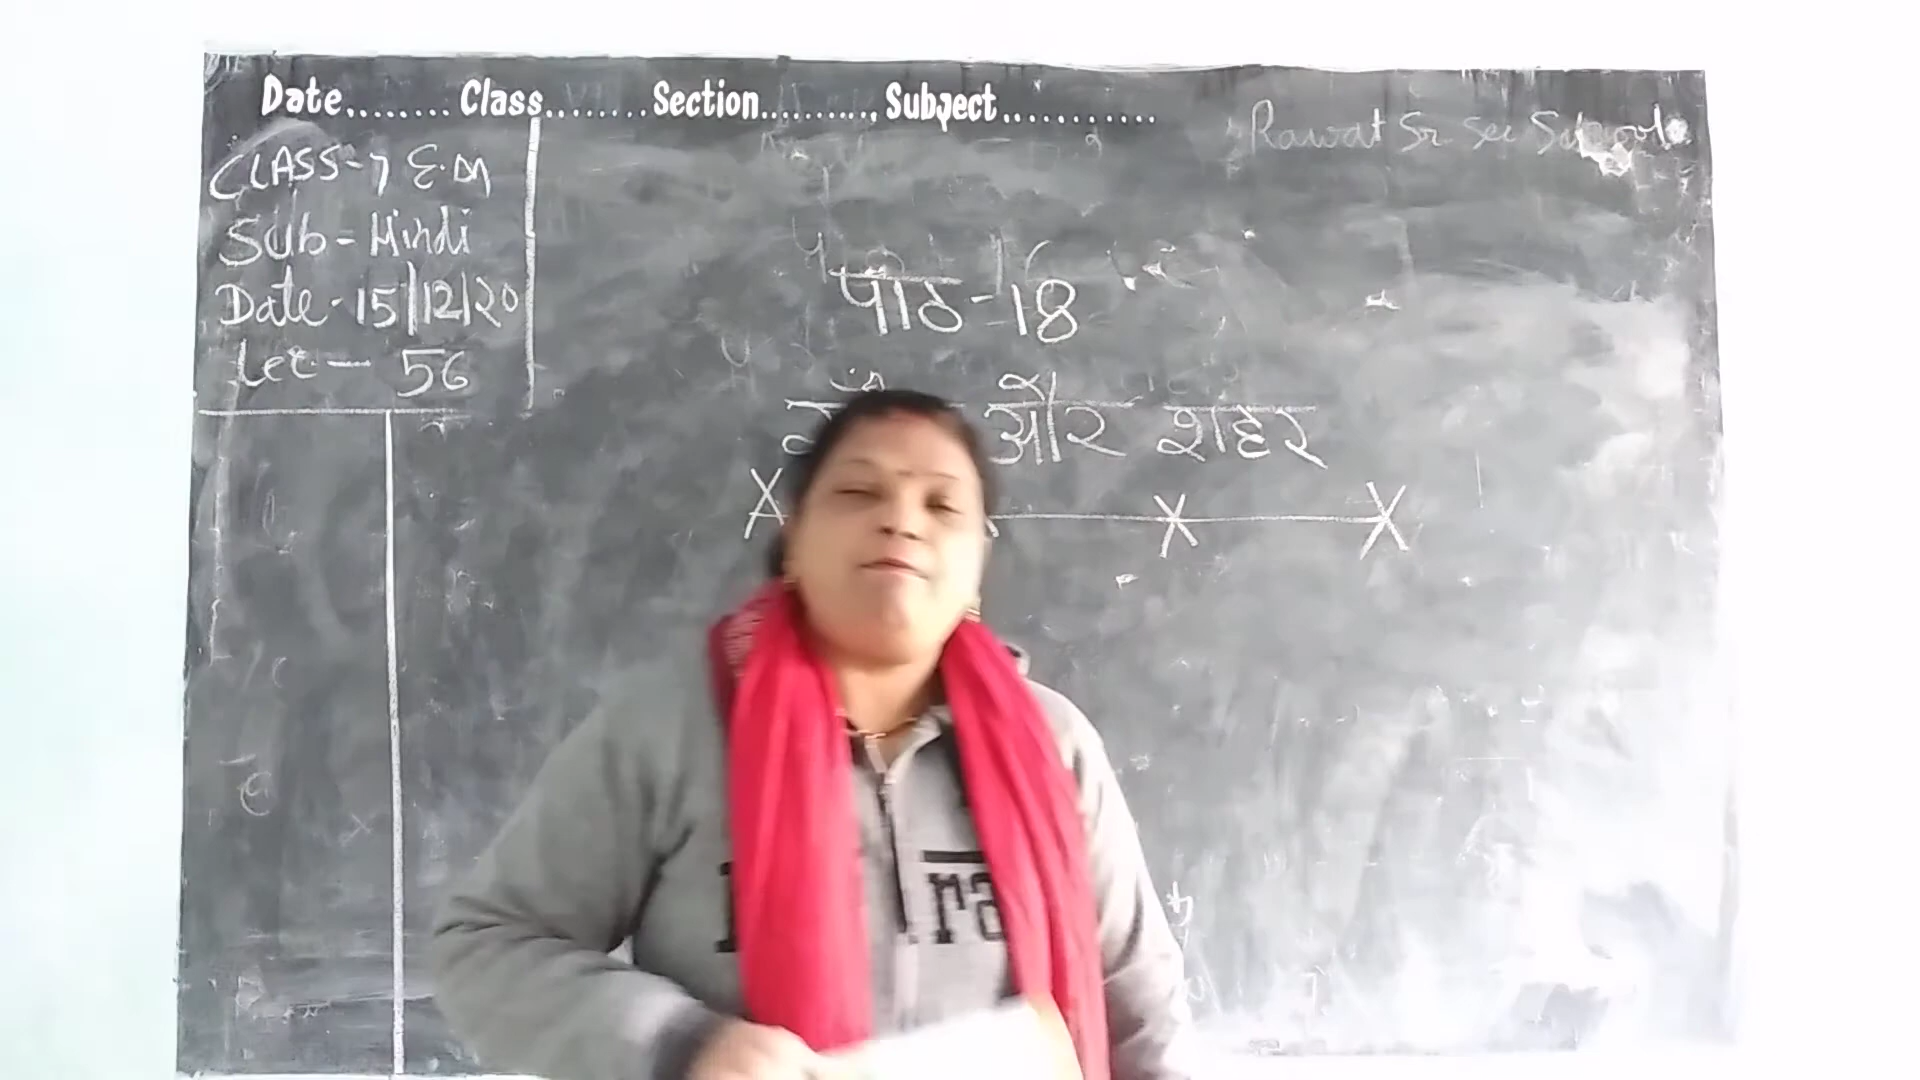 Date........Class........Section.........., Subject............
Rawat Sr Sec School
CLASS-7 E.M
Sub-Hindi
Date-15/12/20
Lec-56
पाठ-18
और शहर
ra